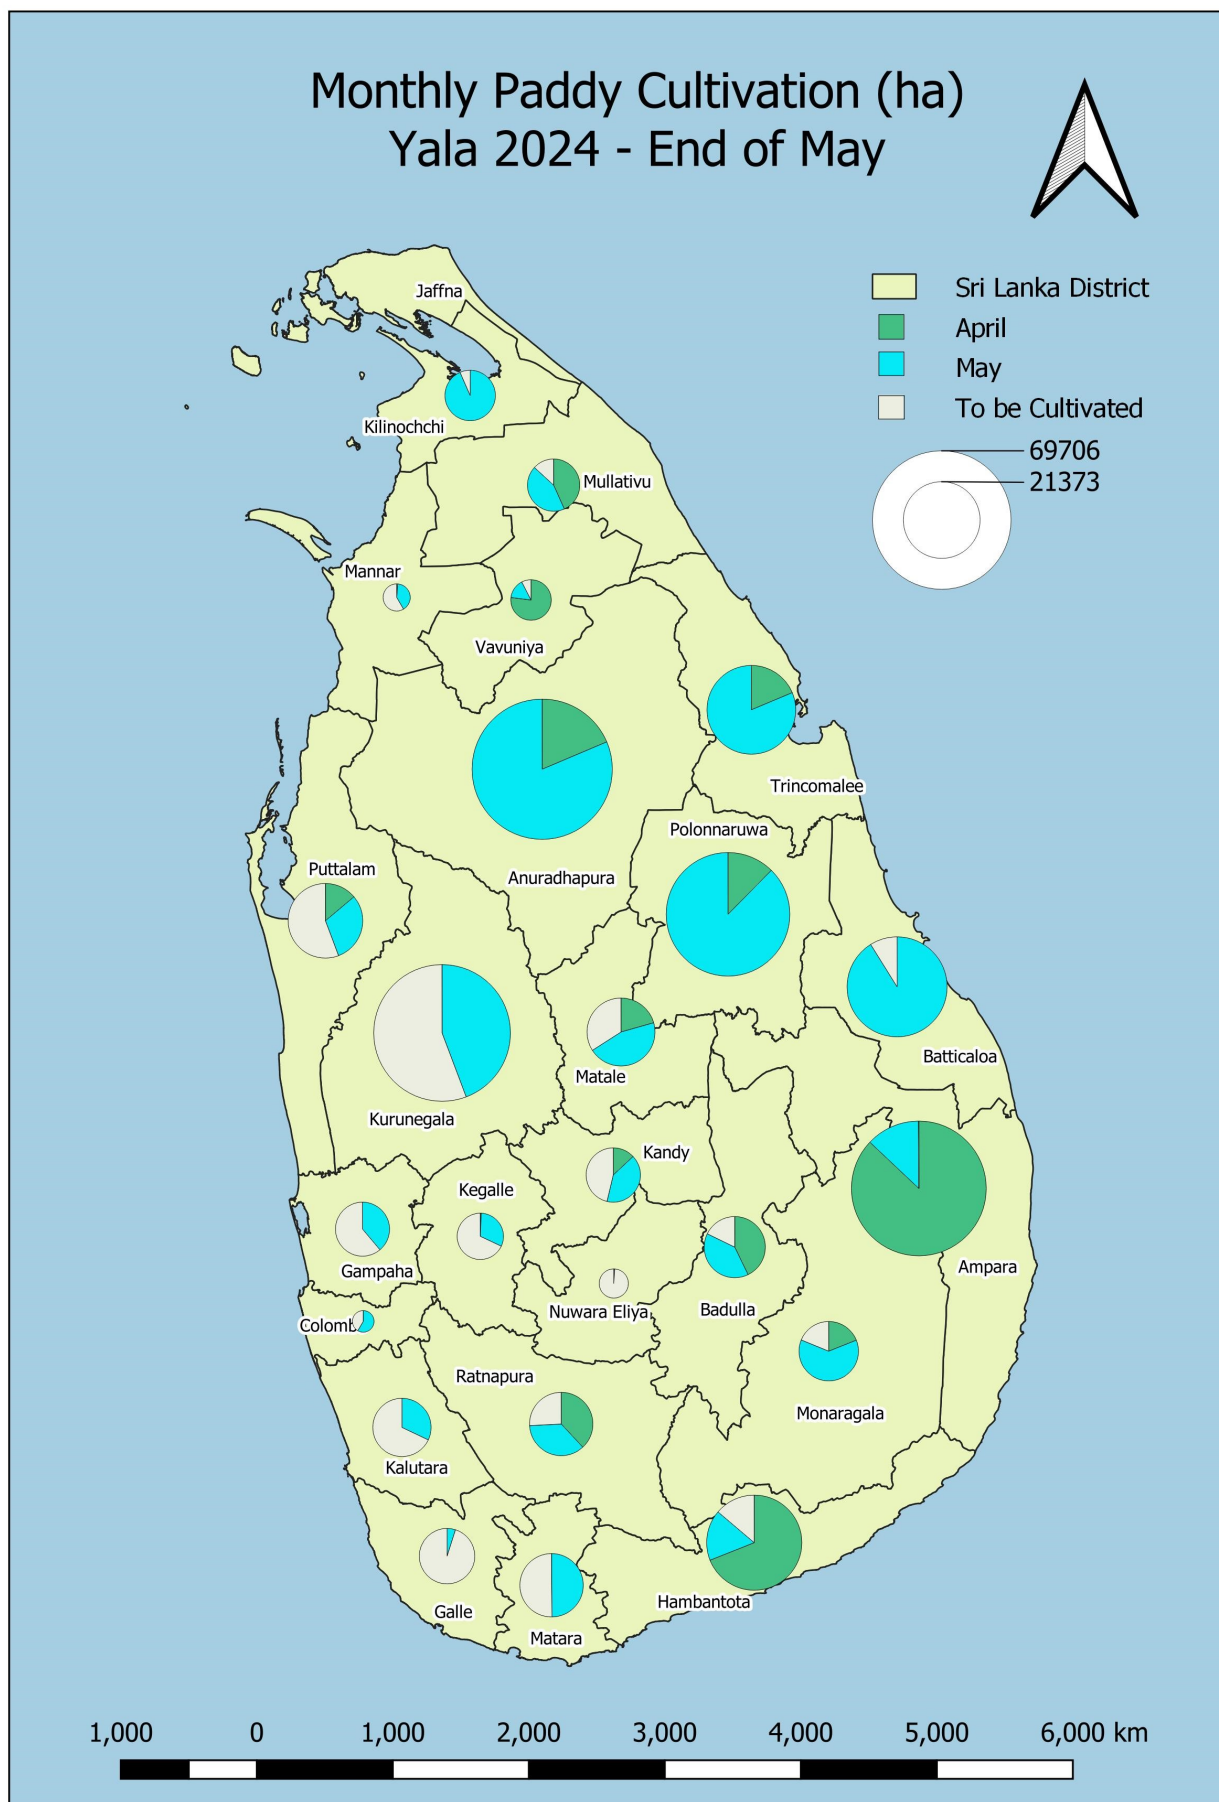 Monthly Paddy Cultivation (ha)
Yala 2024 - End of May
Sri Lanka District
April
May
To be Cultivated
69706
21373
Jaffna
Kilinochchi
Mullativu
Mannar
Vavuniya
Trincomalee
Polonnaruwa
Puttalam
Anuradhapura
Batticaloa
Matale
Kurunegala
Kandy
Kegalle
Ampara
Gampaha
Nuwara Eliya
Badulla
Colomb
Ratnapura
Monaragala
Kalutara
Hambantota
Galle
Matara
1,000 0 1,000 2,000 3,000 4,000 5,000 6,000 km